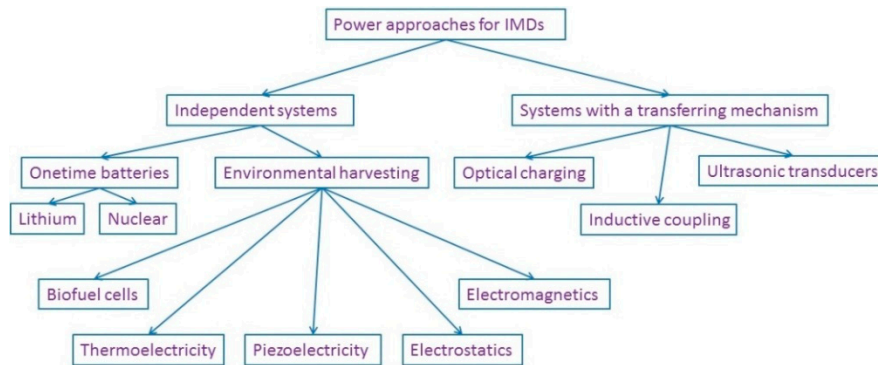 Power approaches for IMDs
Independent systems
Systems with a transferring mechanism
Onetime batteries
Environmental harvesting
Optical charging
Ultrasonic transducers
Lithium
Nuclear
Inductive coupling
Biofuel cells
Electromagnetics
Thermoelectricity
Piezoelectricity
Electrostatics